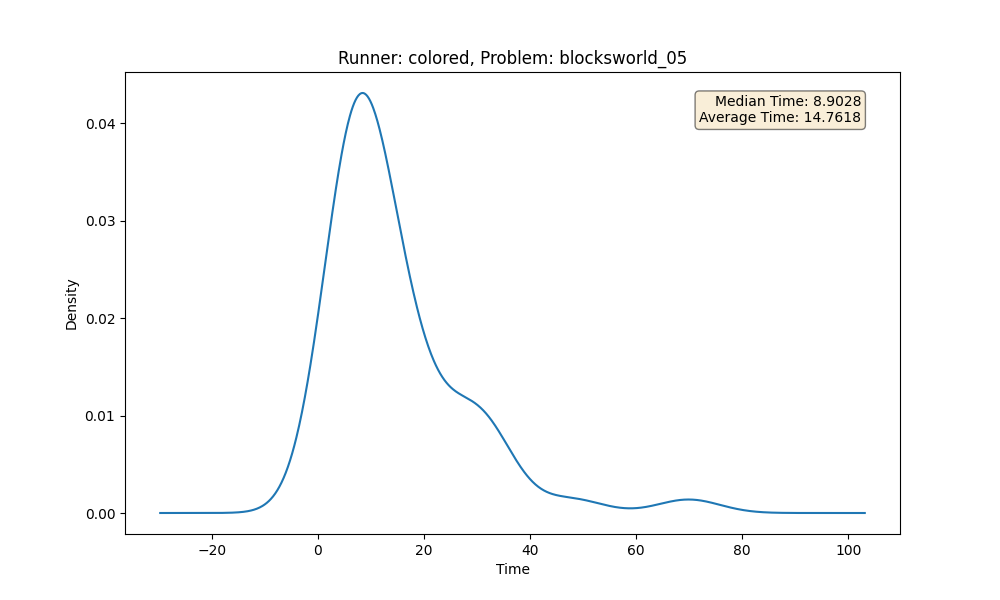 Runner: colored, Problem: blocksworld_05
Median Time: 8.9028
Average Time: 14.7618
0.04
0.03
0.02
0.01
0.00
Density
−20
0
20
40
60
80
100
Time